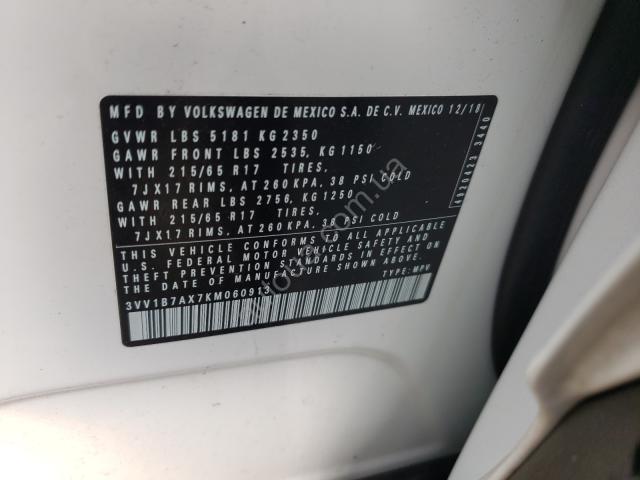 MFD BY VOLKSWAGEN DE MEXICO S.A. DE C.V. MEXICO 12/18
GVWR LBS 5181 KG 2350
GAWR FRONT LBS 2535, KG 1150
WITH 215/65 R17 TIRES.
7JX17 RIMS, AT 260 KPA, 38 PSI COLD
GAWR REAR LBS 2756, KG 1250
WITH 215/65 R17 TIRES.
7JX17 RIMS, AT 260 KPA, 38 PSI COLD
THIS VEHICLE CONFORMS TO ALL APPLICABLE
U.S. FEDERAL MOTOR VEHICLE SAFETY AND
THEFT PREVENTION STANDARDS IN EFFECT ON
THE DATE OF MANUFACTURE SHOWN ABOVE.
3VV1B7AX7KM060913 TYPE: MPV
4020423 3440